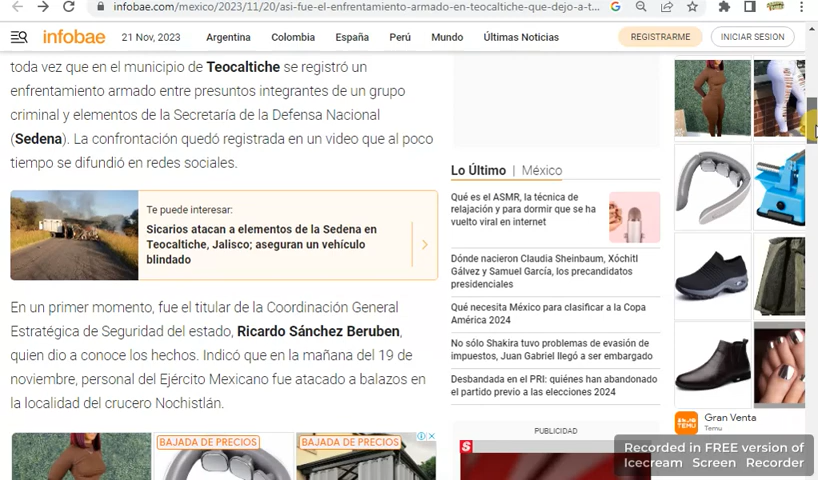 infobae.com/mexico/2023/11/20/asi-fue-el-enfrentamiento-armado-en-teocaltiche-que-dejo-a-t...
infobae
21 Nov, 2023
Argentina
Colombia
España
Perú
Mundo
Últimas Noticias
REGISTRARME
INICIAR SESION
toda vez que en el municipio de Teocaltiche se registró un
enfrentamiento armado entre presuntos integrantes de un grupo
criminal y elementos de la Secretaría de la Defensa Nacional
(Sedena). La confrontación quedó registrada en un video que al poco
tiempo se difundió en redes sociales.
Te puede interesar:
Sicarios atacan a elementos de la Sedena en
Teocaltiche, Jalisco; aseguran un vehículo
blindado
En un primer momento, fue el titular de la Coordinación General
Estratégica de Seguridad del estado, Ricardo Sánchez Beruben,
quien dio a conoce los hechos. Indicó que en la mañana del 19 de
noviembre, personal del Ejército Mexicano fue atacado a balazos en
la localidad del crucero Nochistlán.
BAJADA DE PRECIOS
BAJADA DE PRECIOS
Lo Último | México
Qué es el ASMR, la técnica de
relajación y para dormir que se ha
vuelto viral en internet
Dónde nacieron Claudia Sheinbaum, Xóchitl
Gálvez y Samuel García, los precandidatos
presidenciales
Qué necesita México para clasificar a la Copa
América 2024
No sólo Shakira tuvo problemas de evasión de
impuestos, Juan Gabriel llegó a ser embargado
Desbandada en el PRI: quiénes han abandonado
el partido previo a las elecciones 2024
PUBLICIDAD
S
TEMU
Gran Venta
Temu
Recorded in FREE version of
Icecream Screen Recorder